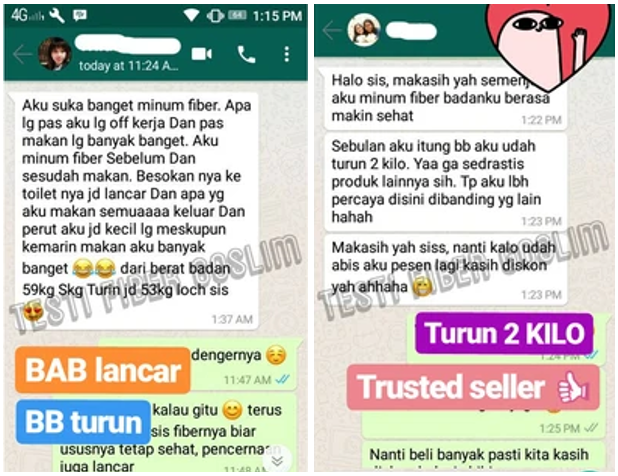 4G
64
1:15 PM
today at 11:24 A...
Aku suka banget minum fiber. Apa
lg pas aku lg off kerja Dan pas
makan lg banyak banget. Aku
minum fiber Sebelum Dan
sesudah makan. Besokan nya ke
toilet nya jd lancar Dan apa yg
aku makan semuaaaa keluar Dan
perut aku jd kecil lg meskupun
kemarin makan aku banyak
banget 😂😂 dari berat badan
59kg Skg Turin jd 53kg loch sis
😍
1:37 AM
TESTI FIBER GOSLIM
dengernya ☺️
11:47 AM
BAB lancar
kalau gitu 😊 terus
BB turun
sis fibernya biar
ususnya tetap sehat, pencernaan
juga lancar
11:48 AM
Halo sis, makasih yah semenj
aku minum fiber badanku berasa
makin sehat
1:22 PM
Sebulan aku itung bb aku udah
turun 2 kilo. Yaa ga sedrastis
produk lainnya sih. Tp aku lbh
percaya disini dibanding yg lain
hahah
1:23 PM
Makasih yah siss, nanti kalo udah
abis aku pesen lagi kasih diskon
yah ahhaha 😁
1:23 PM
TESTI FIBER GOSLIM
Turun 2 KILO
1:24 PM
Trusted seller 👍
1:25 PM
Nanti beli banyak pasti kita kasih